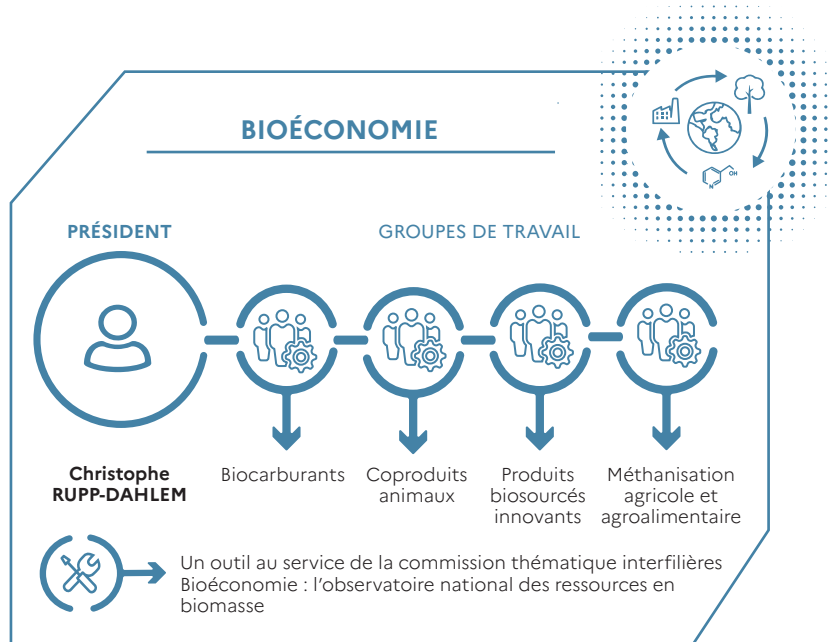 BIOÉCONOMIE
PRÉSIDENT
GROUPES DE TRAVAIL
Christophe
RUPP-DAHLEM
Biocarburants
Coproduits
animaux
Produits
biosourcés
innovants
Méthanisation
agricole et
agroalimentaire
Un outil au service de la commission thématique interfilières
Bioéconomie : l’observatoire national des ressources en
biomasse
N
OH